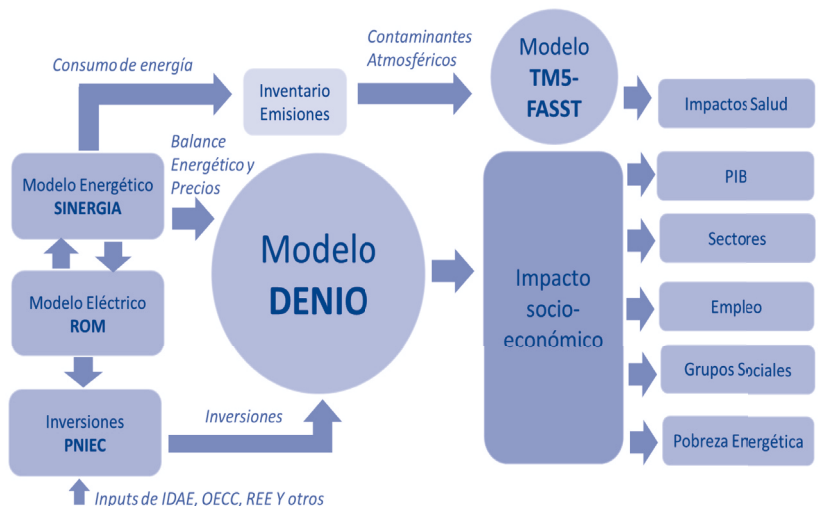 Consumo de energía
Inventario
Emisiones
Contaminantes
Atmosféricos
Modelo
TM5-
FASST
Impactos Salud
Modelo Energético
SINERGIA
Balance
Energético y
Precios
Modelo Eléctrico
ROM
Inversiones
PNIEC
Inversiones
Inputs de IDAE, OECC, REE Y otros
Modelo
DENIO
Impacto
socio-
económico
PIB
Sectores
Empleo
Grupos Sociales
Pobreza Energética